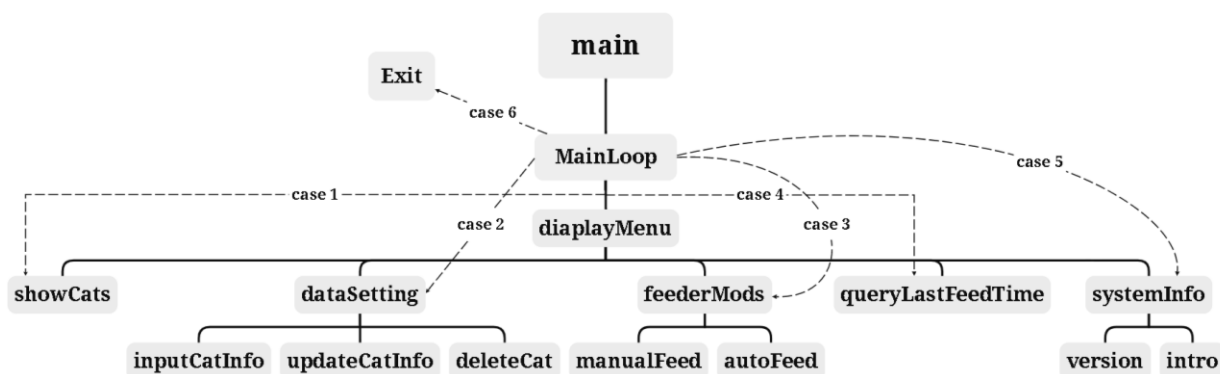 main
Exit
case 6
MainLoop
case 5
case 1
case 4
case 2
case 3
diaplayMenu
showCats
dataSetting
feederMods
queryLastFeedTime
systemInfo
inputCatInfo
updateCatInfo
deleteCat
manualFeed
autoFeed
version
intro